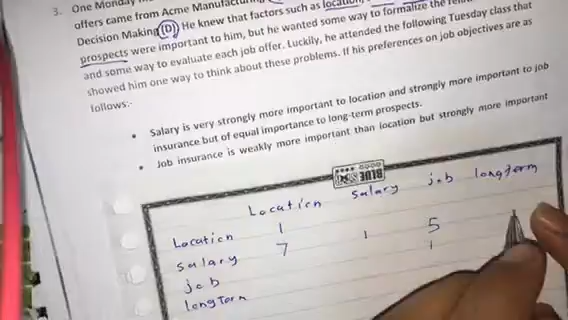 3. One Monday
offers came from Acme Manufacturing
Decision Making (D). He knew that factors such as location,
prospects were important to him, but he wanted some way to formalize the
and some way to evaluate each job offer. Luckily, he attended the following Tuesday class that
showed him one way to think about these problems. If his preferences on job objectives are as
follows:-
• Salary is very strongly more important to location and strongly more important to job
insurance but of equal importance to long-term prospects.
• Job insurance is weakly more important than location but strongly more important
BLUE
Location salary job longterm
Location 1
salary 7 1 5
job 1
longterm